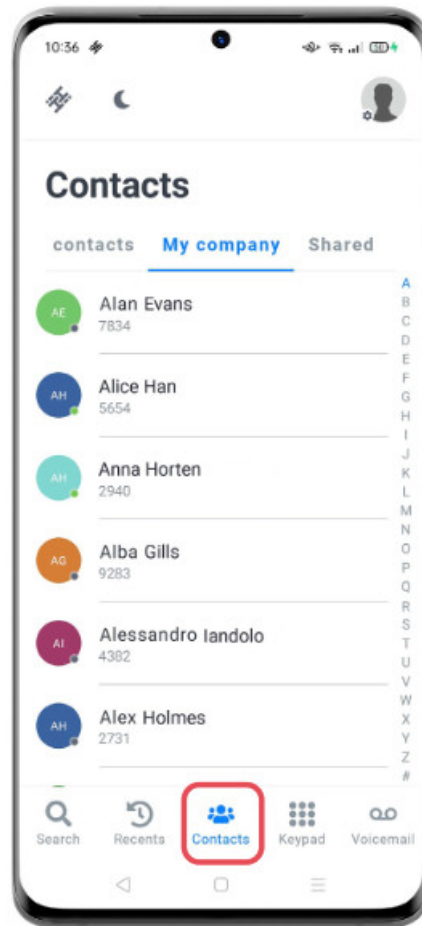 10:36
Contacts
contacts My company Shared
AE Alan Evans
7834
AH Alice Han
5654
AH Anna Horten
2940
AG Alba Gills
9283
AI Alessandro Iandolo
4382
AH Alex Holmes
2731
A
B
C
D
E
F
G
H
I
J
K
L
M
N
O
P
Q
R
S
T
U
V
W
X
Y
Z
#
Search Recents Contacts Keypad Voicemail